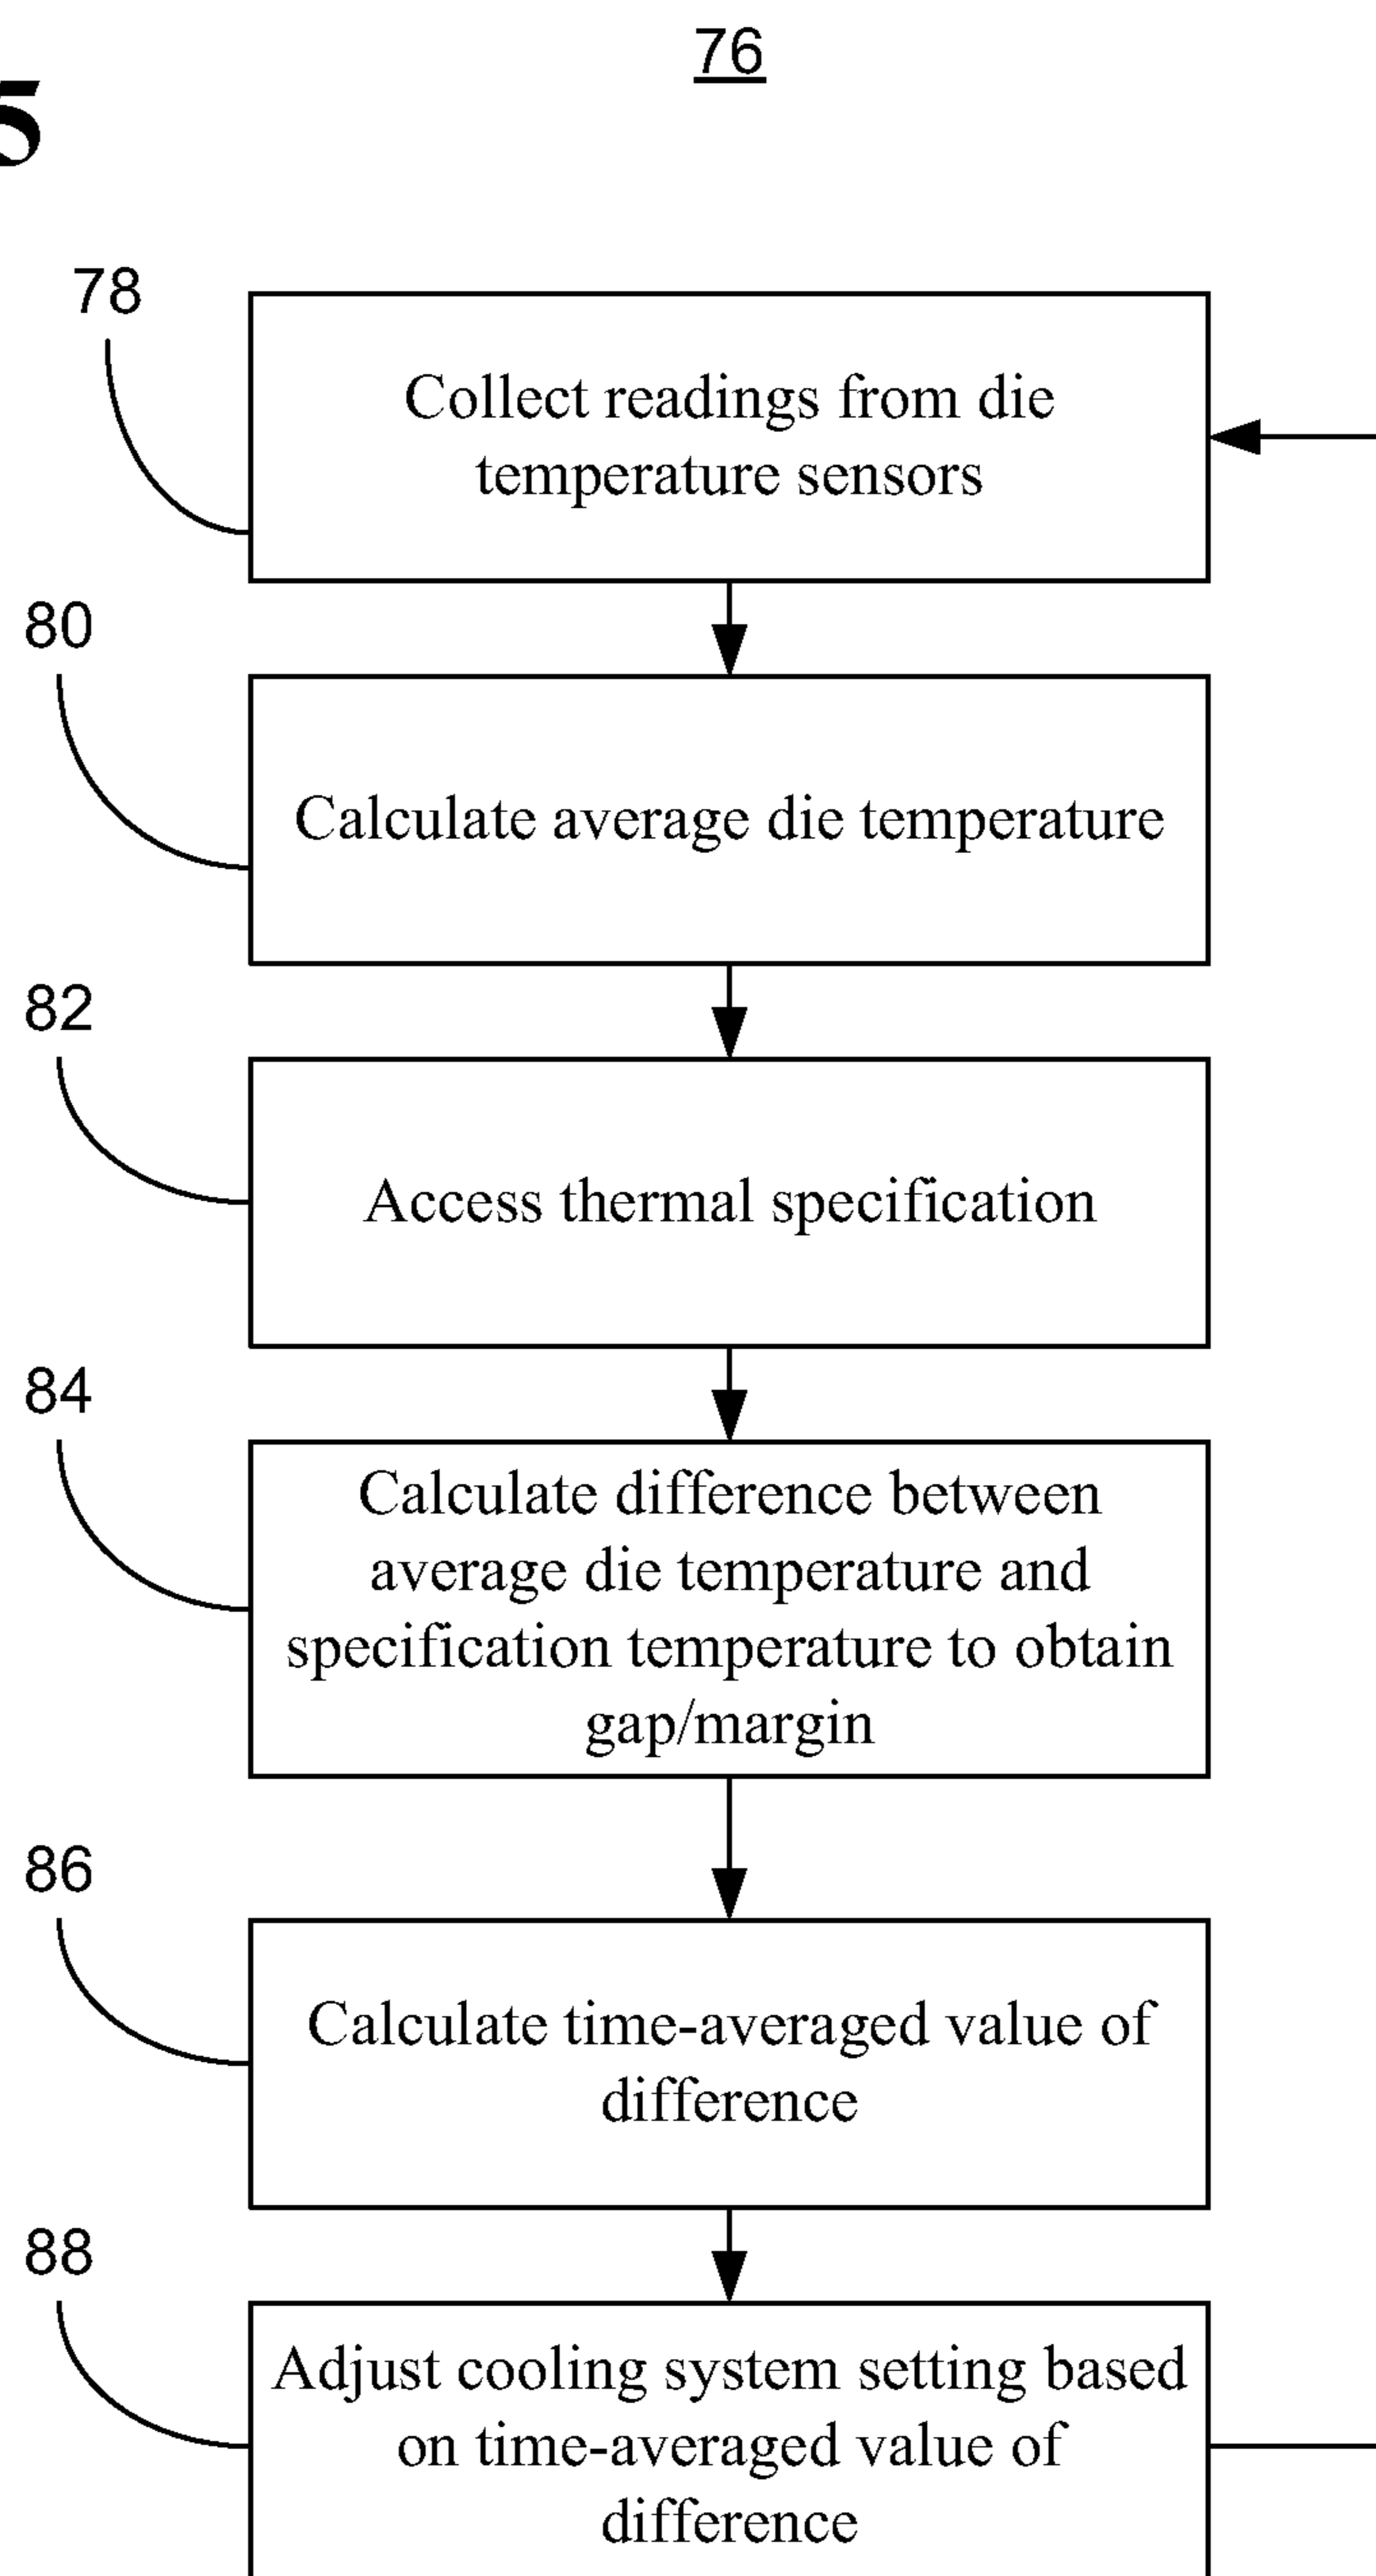 76
5
78
Collect readings from die
temperature sensors
80
Calculate average die temperature
82
Access thermal specification
84
Calculate difference between
average die temperature and
specification temperature to obtain
gap/margin
86
Calculate time-averaged value of
difference
88
Adjust cooling system setting based
on time-averaged value of
difference